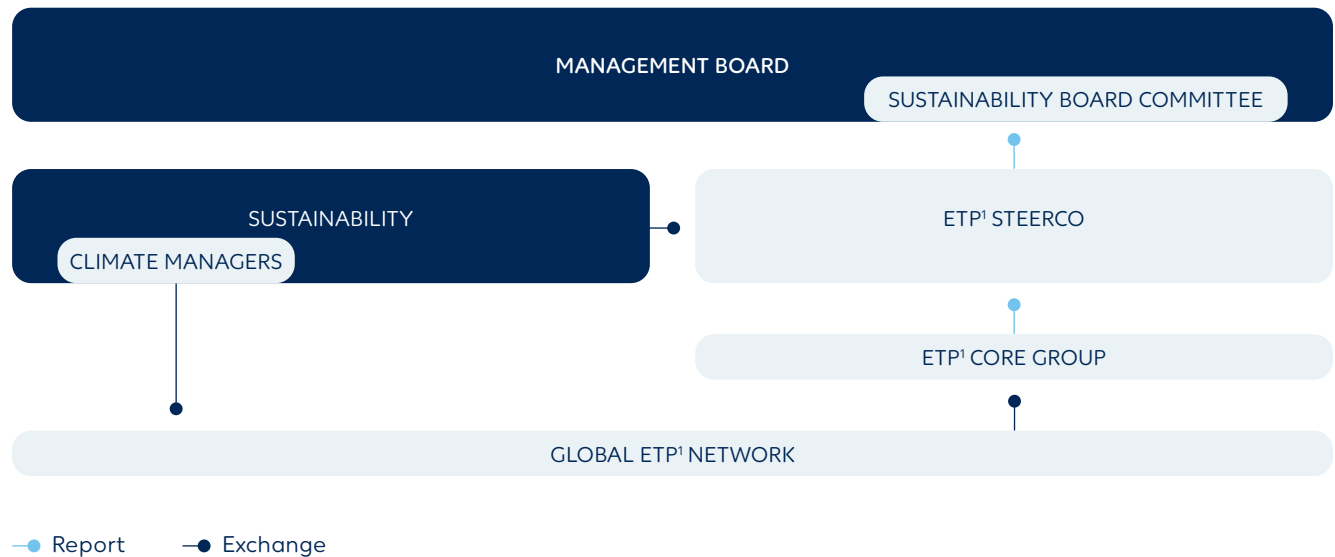 MANAGEMENT BOARD
SUSTAINABILITY BOARD COMMITTEE
SUSTAINABILITY
CLIMATE MANAGERS
ETP¹ STEERCO
ETP¹ CORE GROUP
GLOBAL ETP¹ NETWORK
Report
Exchange